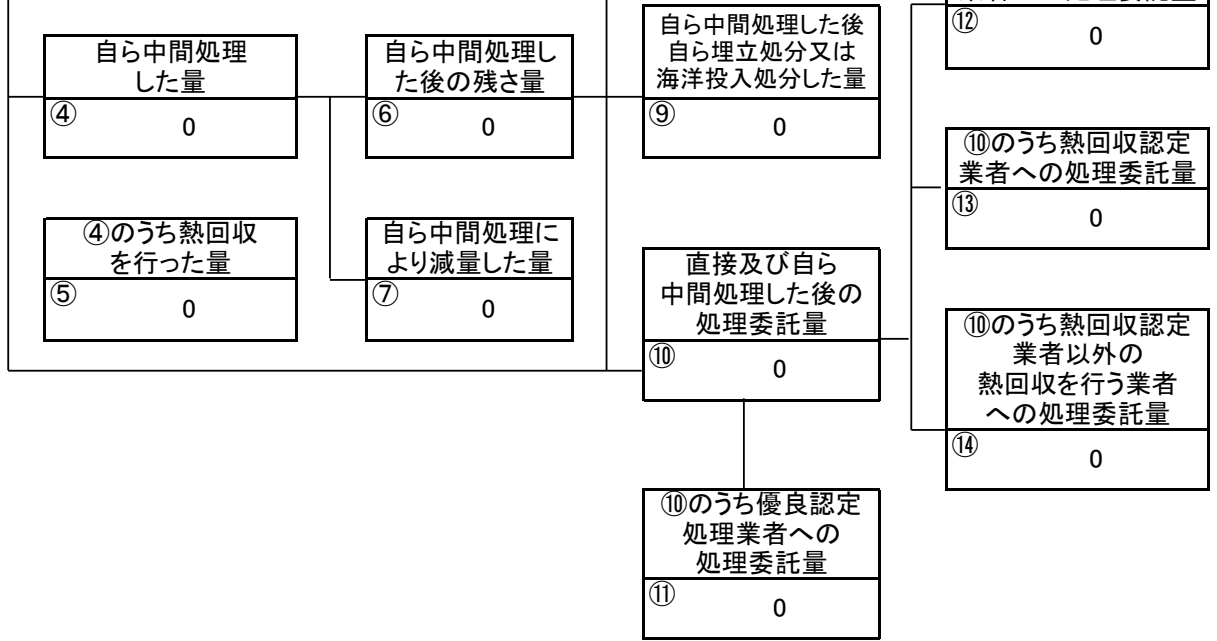 ⑫
0
自ら中間処理
した量
④
0
自ら中間処理し
た後の残さ量
⑥
0
自ら中間処理した後
自ら埋立処分又は
海洋投入処分した量
⑨
0
⑩のうち熱回収認定
業者への処理委託量
⑬
0
④のうち熱回収
を行った量
⑤
0
自ら中間処理に
より減量した量
⑦
0
直接及び自ら
中間処理した後の
処理委託量
⑩
0
⑩のうち熱回収認定
業者以外の
熱回収を行う業者
への処理委託量
⑭
0
⑩のうち優良認定
処理業者への
処理委託量
⑪
0